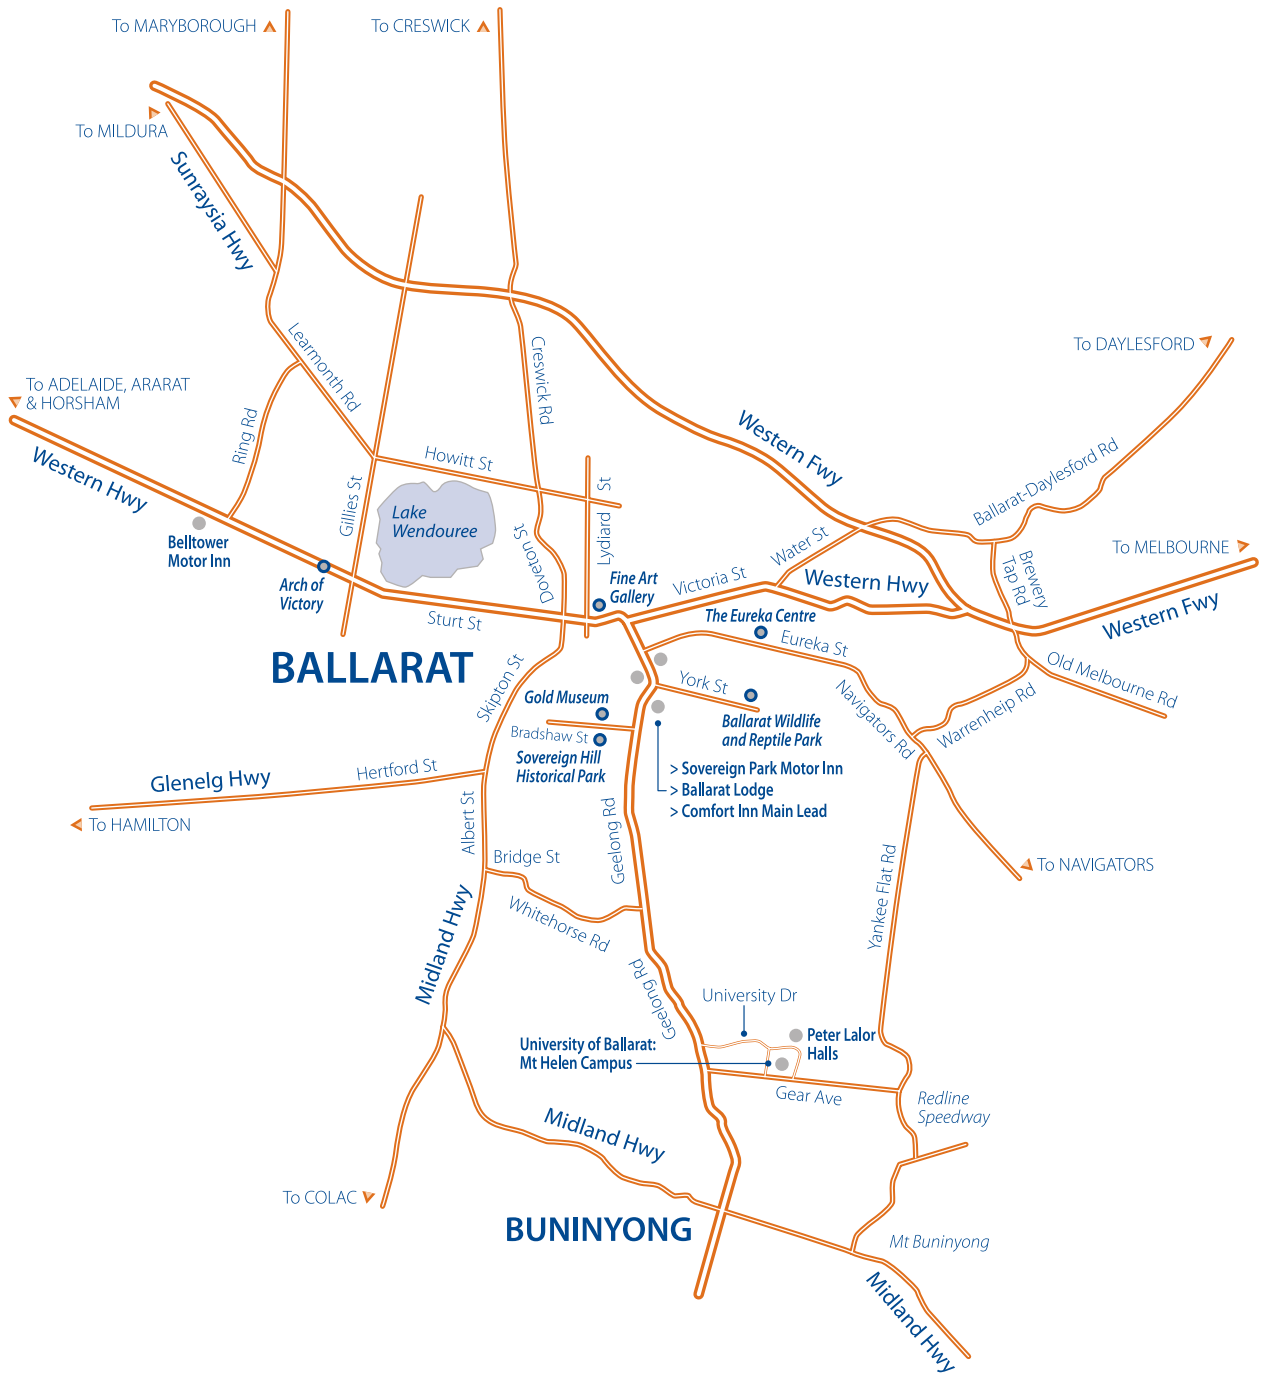 To MARYBOROUGH
To CRESWICK
To MILDURA
Sunraysia Hwy
Learmonth Rd
Creswick Rd
To DAYLESFORD
To ADELAIDE, ARARAT
& HORSHAM
Ring Rd
Western Hwy
Western Fwy
Howitt St
Gillies St
Lake
Wendouree
Lydiard St
Doveton St
Ballarat-Daylesford Rd
Water St
Brewery
Tap Rd
To MELBOURNE
Belltower
Motor Inn
Arch of
Victory
Fine Art
Gallery
Victoria St
Western Hwy
Western Fwy
Sturt St
The Eureka Centre
Eureka St
BALLARAT
Skipton St
York St
Navigators Rd
Old Melbourne Rd
Warrenheip Rd
Gold Museum
Bradshaw St
Sovereign Hill
Historical Park
Ballarat Wildlife
and Reptile Park
> Sovereign Park Motor Inn
> Ballarat Lodge
> Comfort Inn Main Lead
Glenelg Hwy
Hertford St
To HAMILTON
Albert St
Geelong Rd
Bridge St
Whitehorse Rd
Yankee Flat Rd
To NAVIGATORS
Midland Hwy
Geelong Rd
University Dr
University of Ballarat:
Mt Helen Campus
Peter Lalor
Halls
Gear Ave
Redline
Speedway
Midland Hwy
To COLAC
BUNINYONG
Mt Buninyong
Midland Hwy